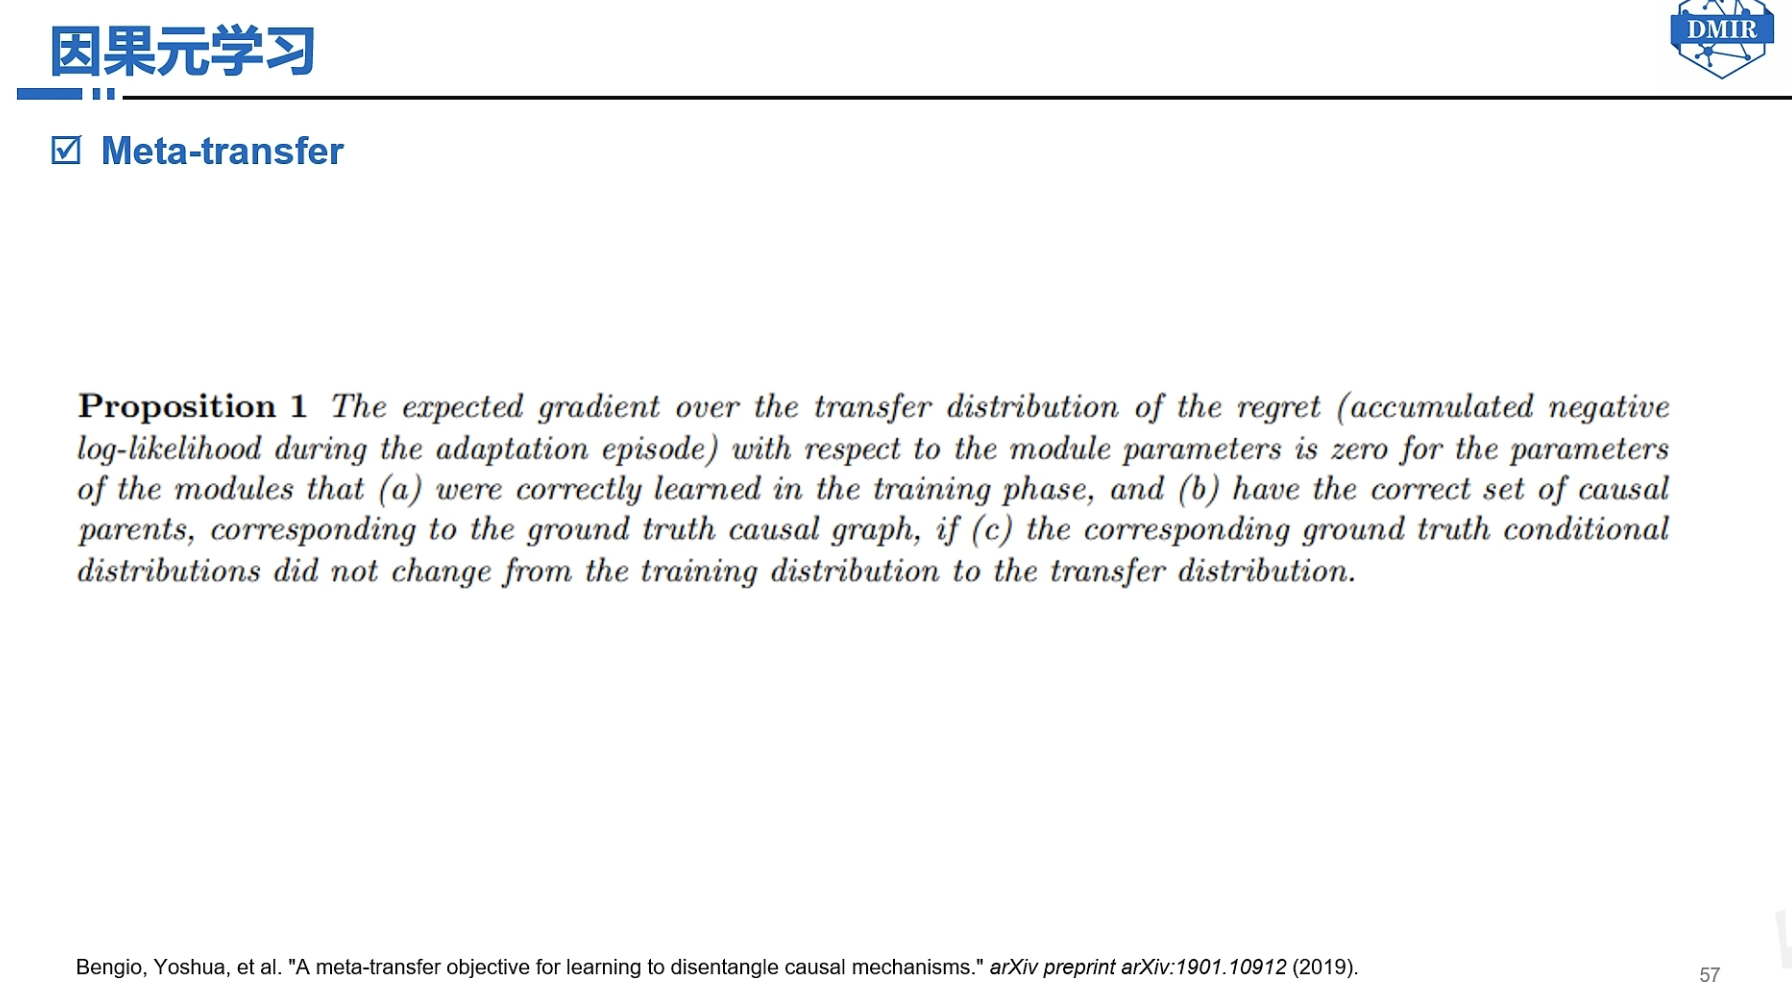 因果元学习
DMIR
Meta-transfer
Proposition 1 The expected gradient over the transfer distribution of the regret (accumulated negative
log-likelihood during the adaptation episode) with respect to the module parameters is zero for the parameters
of the modules that (a) were correctly learned in the training phase, and (b) have the correct set of causal
parents, corresponding to the ground truth causal graph, if (c) the corresponding ground truth conditional
distributions did not change from the training distribution to the transfer distribution.
Bengio, Yoshua, et al. "A meta-transfer objective for learning to disentangle causal mechanisms." arXiv preprint arXiv:1901.10912 (2019).
57